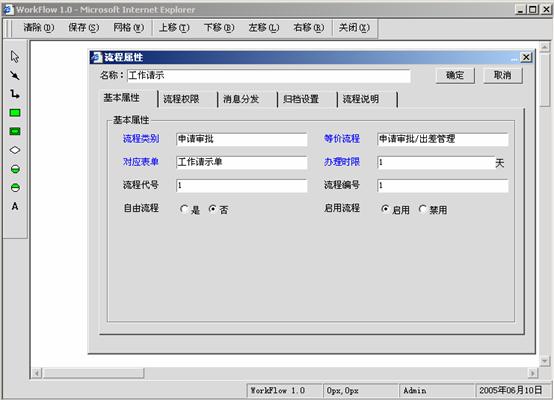 WorkFlow 1.0 - Microsoft Internet Explorer
清除(D) 保存(S) 网格(W) 上移(T) 下移(B) 左移(L) 右移(R) 关闭(X)
流程属性
名称：工作请示 确定 取消
基本属性 流程权限 消息分发 归档设置 流程说明
基本属性
流程类别 申请审批 等价流程 申请审批/出差管理
对应表单 工作请示单 办理时限 1 天
流程代号 1 流程编号 1
自由流程 是 否 启用流程 启用 禁用
A
WorkFlow 1.0 0px,0px Admin 2005年06月10日